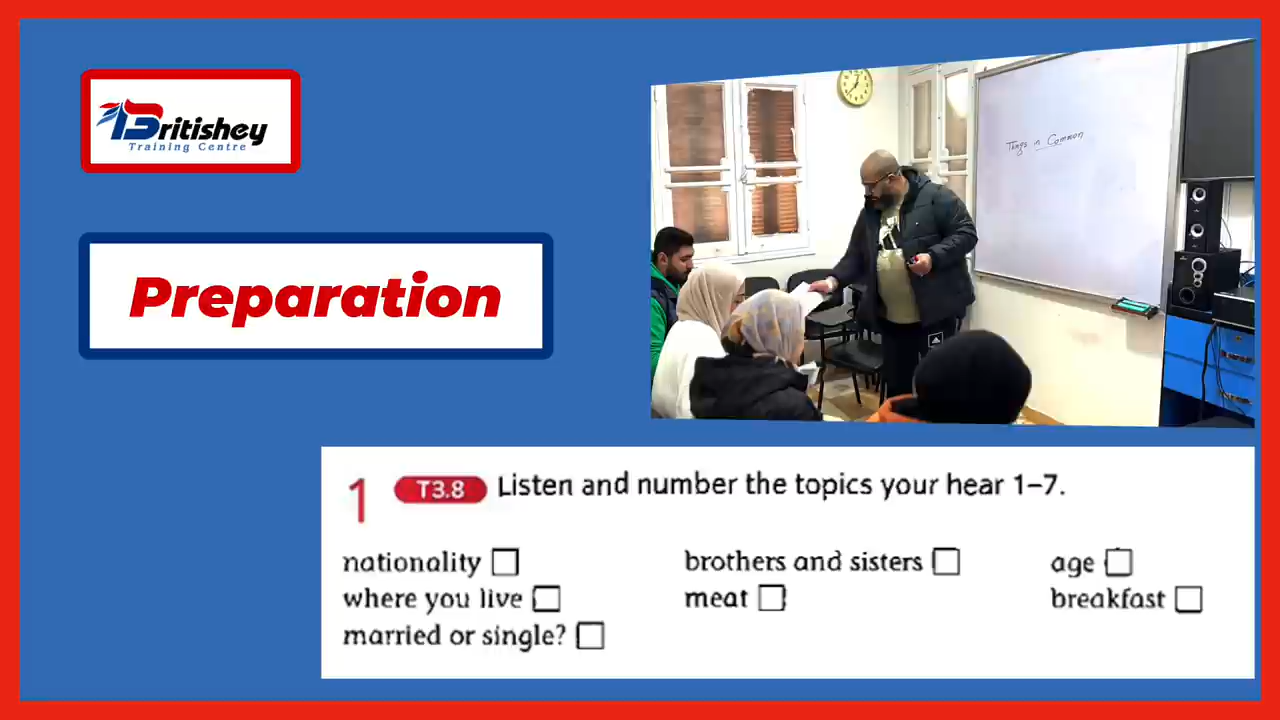 Britishey
Training Centre
Preparation
Things in Common
1 T3.8 Listen and number the topics your hear 1–7.
nationality brothers and sisters age
where you live meat breakfast
married or single?